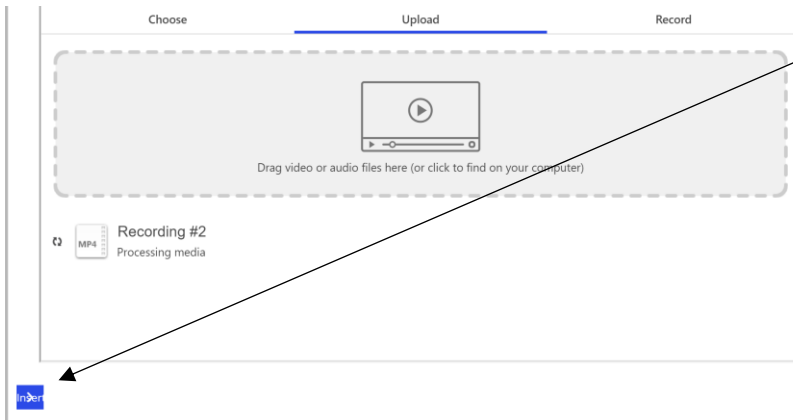 Choose Upload Record
Drag video or audio files here (or click to find on your computer)
Recording #2
MP4
Processing media
Insert